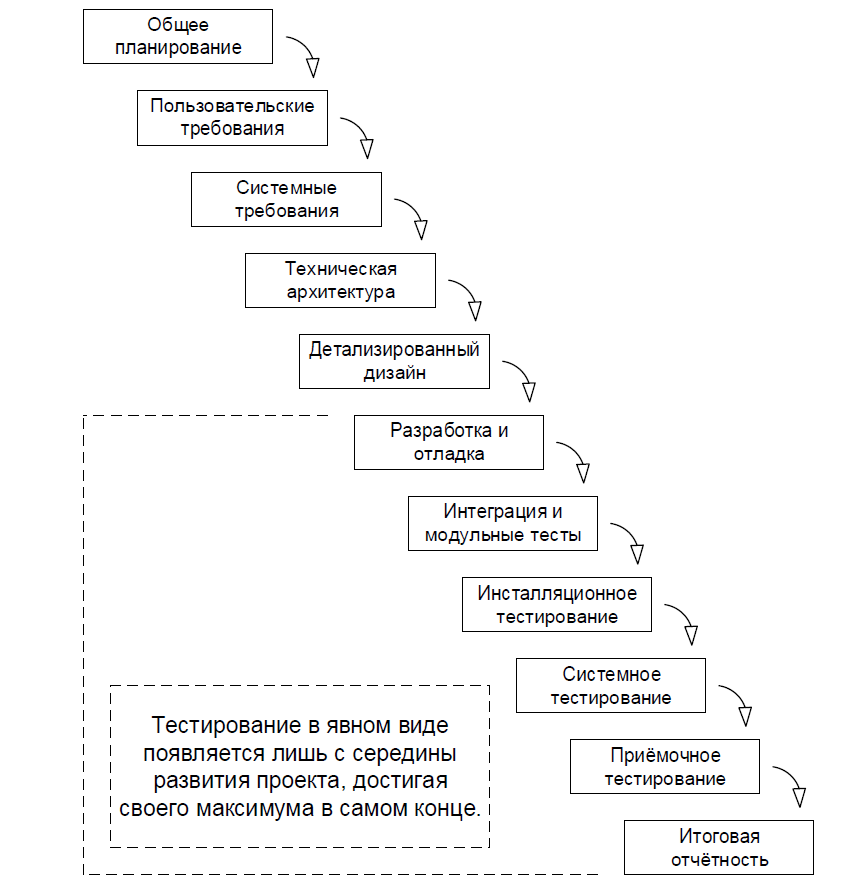 Общее
планирование
Пользовательские
требования
Системные
требования
Техническая
архитектура
Детализированный
дизайн
Разработка и
отладка
Интеграция и
модульные тесты
Инсталляционное
тестирование
Системное
тестирование
Тестирование в явном виде
появляется лишь с середины
развития проекта, достигая
своего максимума в самом конце.
Приёмочное
тестирование
Итоговая
отчётность